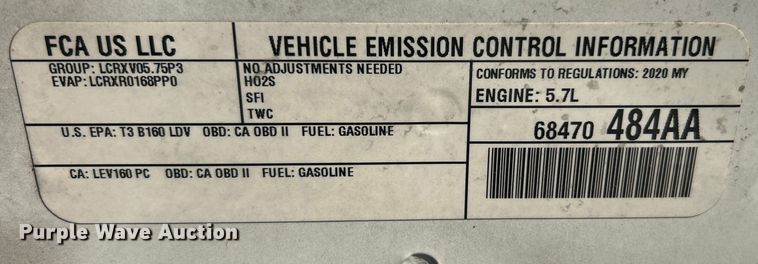 FCA US LLC
VEHICLE EMISSION CONTROL INFORMATION
GROUP: LCRXV05.75P3
EVAP: LCRXR0168PP0
NO ADJUSTMENTS NEEDED
HO2S
SFI
TWC
CONFORMS TO REGULATIONS: 2020 MY
ENGINE: 5.7L
U.S. EPA: T3 B160 LDV OBD: CA OBD II FUEL: GASOLINE
68470 484AA
CA: LEV160 PC OBD: CA OBD II FUEL: GASOLINE
Purple Wave Auction